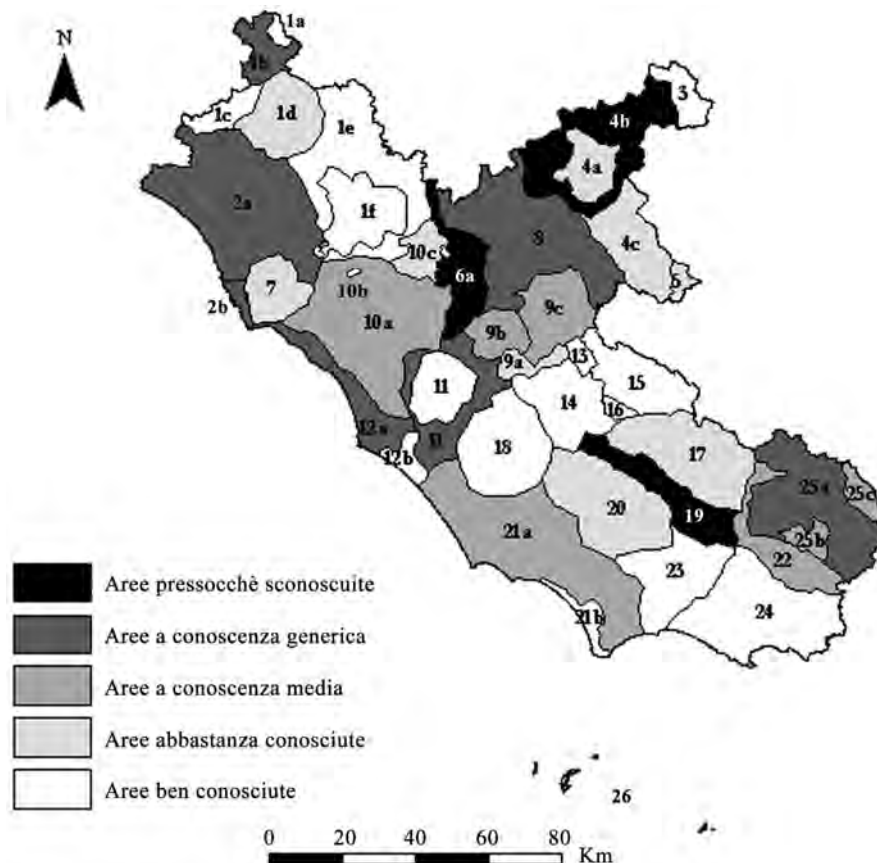 1a
N
1b
3
1c
1d
1e
4b
4a
2a
1f
8
4c
10c
6a
5
7
10b
2b
9c
10a
9b
9a
13
11
15
14
16
12a
11
18
17
12b
25a
25c
20
19
21a
25b
22
23
21b
24
Aree pressocchè sconosciute
Aree a conoscenza generica
Aree a conoscenza media
Aree abbastanza conosciute
Aree ben conosciute
26
0 20 40 60 80
Km